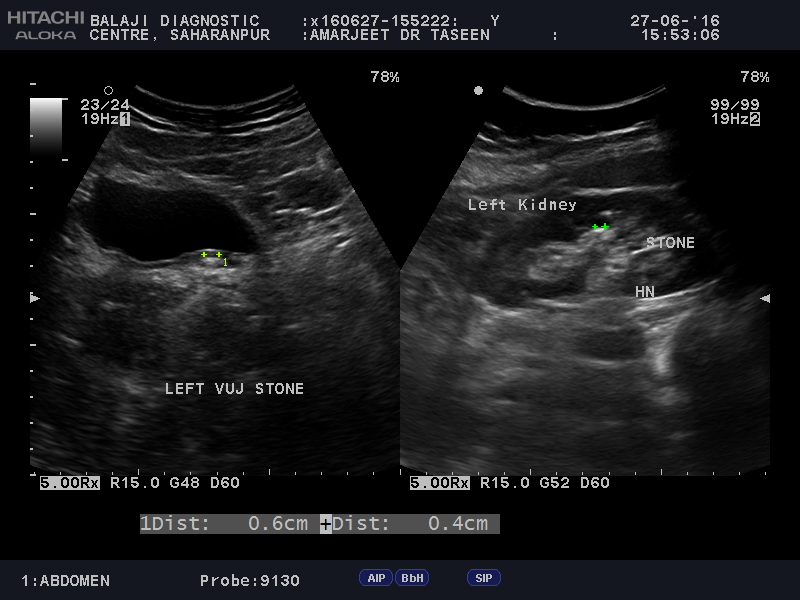 HITACHI BALAJI DIAGNOSTIC :x160627-155222: Y 27-06-'16
ALOKA CENTRE, SAHARANPUR :AMARJEET DR TASEEN : 15:53:06
78% 78%
23/24 99/99
19Hz1 19Hz2
Left Kidney
STONE
1
HN
LEFT VUJ STONE
5.00Rx R15.0 G48 D60 5.00Rx R15.0 G52 D60
1Dist: 0.6cm +Dist: 0.4cm
1:ABDOMEN Probe:9130 AIP BbH SIP